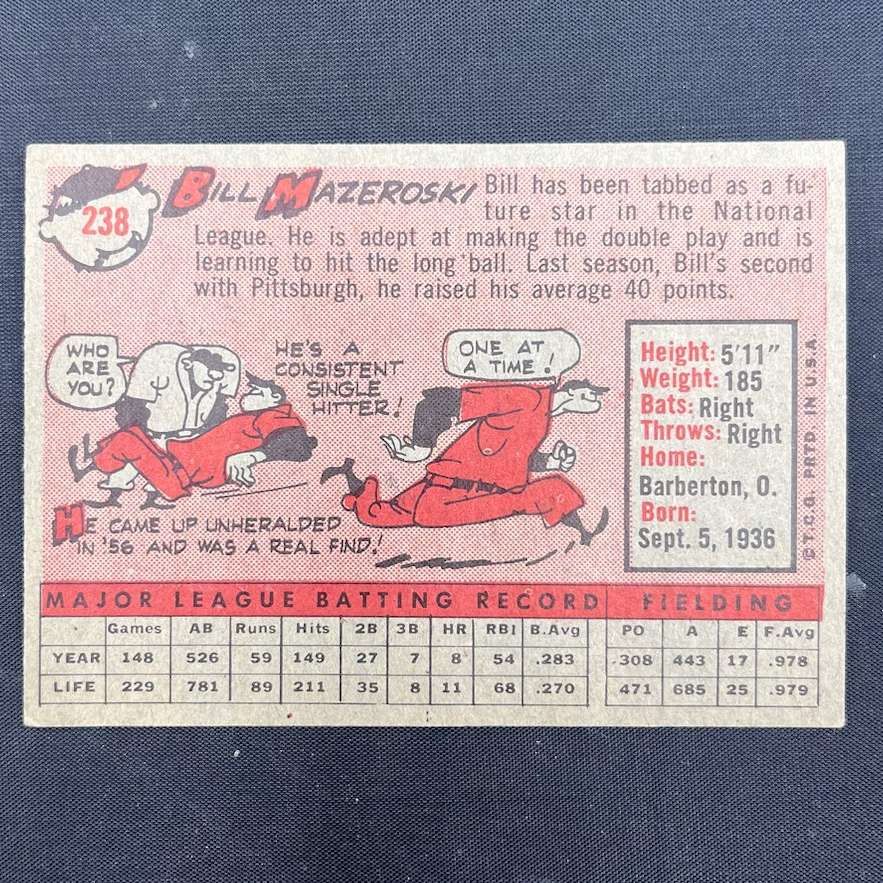 238
BILL MAZEROSKI
Bill has been tabbed as a fu-
ture star in the National
League. He is adept at making the double play and is
learning to hit the long ball. Last season, Bill's second
with Pittsburgh, he raised his average 40 points.
WHO
ARE
YOU?
HE'S A
CONSISTENT
SINGLE
HITTER!
ONE AT
A TIME!
HE CAME UP UNHERALDED
IN '56 AND WAS A REAL FIND!
Height: 5'11"
Weight: 185
Bats: Right
Throws: Right
Home:
Barberton, O.
Born:
Sept. 5, 1936
©T.C.G. PRTD. IN U.S.A
MAJOR LEAGUE BATTING RECORD FIELDING
Games AB Runs Hits 2B 3B HR RBI B.Avg PO A E F.Avg
YEAR 148 526 59 149 27 7 8 54 .283 308 443 17 .978
LIFE 229 781 89 211 35 8 11 68 .270 471 685 25 .979